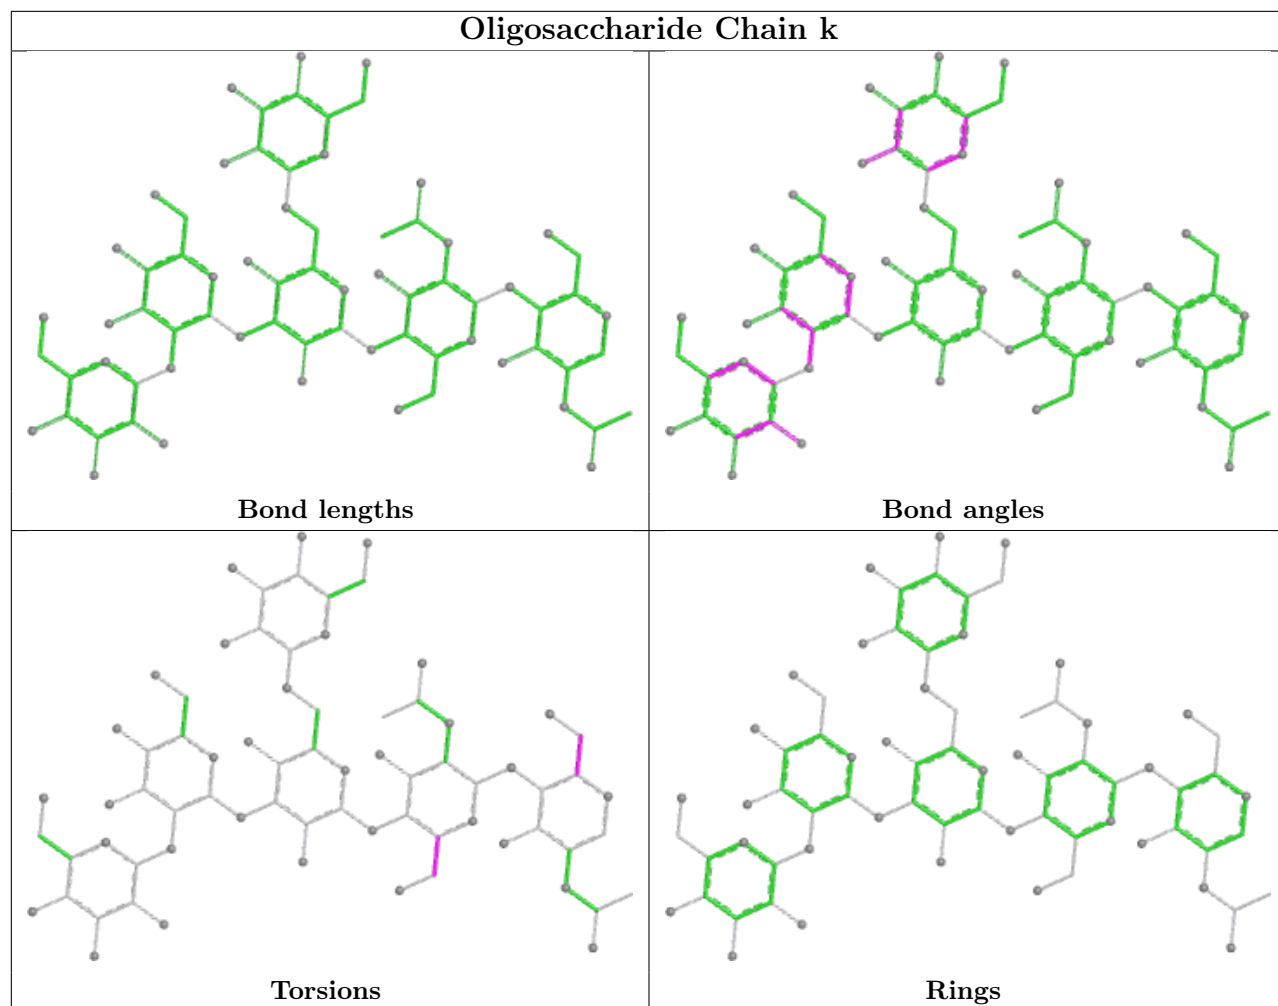 Oligosaccharide Chain k
Bond lengths
Bond angles
Torsions
Rings